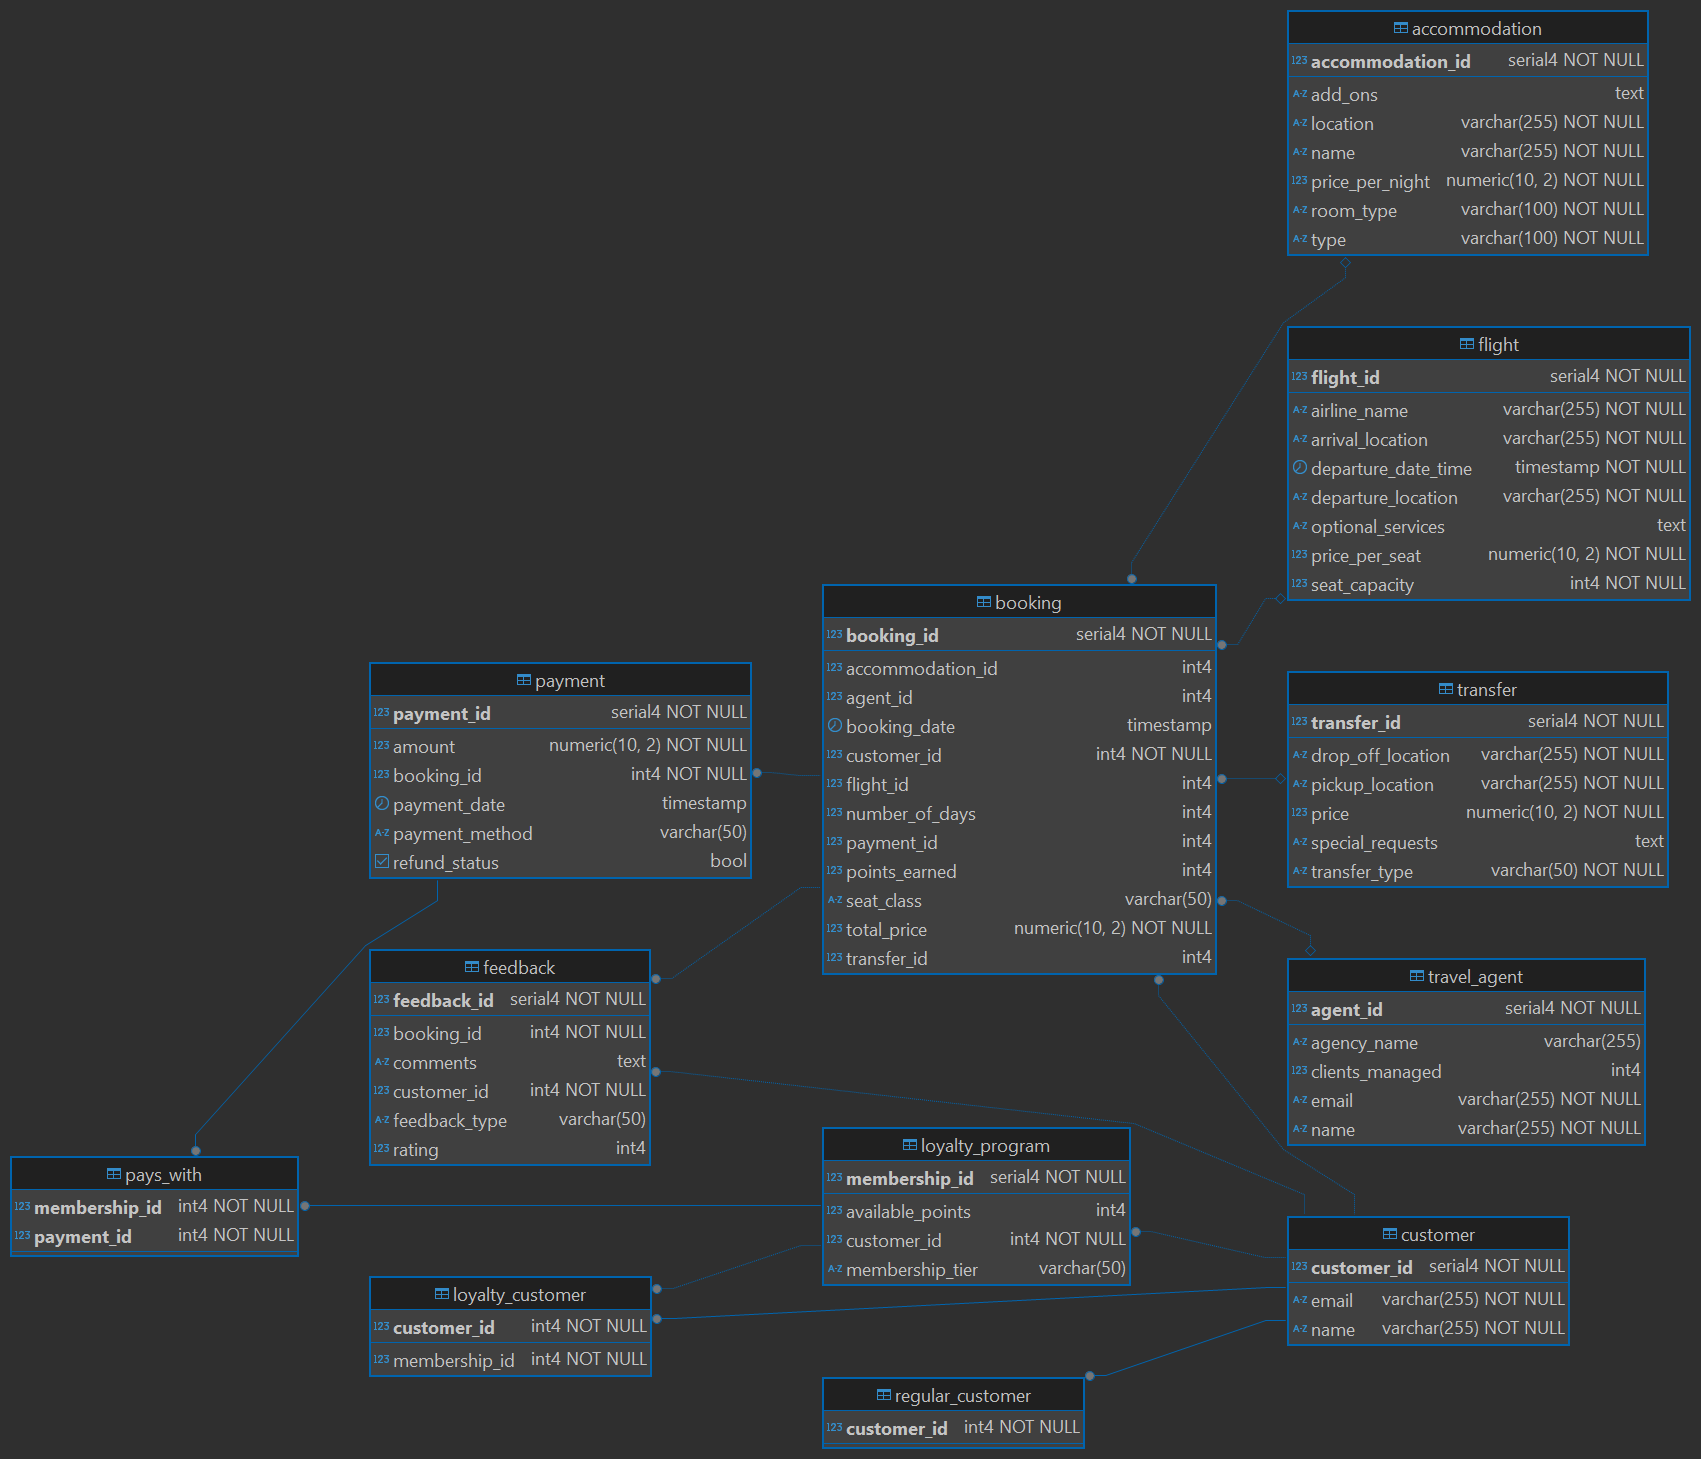 accommodation
123 accommodation_id serial4 NOT NULL
A-Z add_ons text
A-Z location varchar(255) NOT NULL
A-Z name varchar(255) NOT NULL
123 price_per_night numeric(10, 2) NOT NULL
A-Z room_type varchar(100) NOT NULL
A-Z type varchar(100) NOT NULL
flight
123 flight_id serial4 NOT NULL
A-Z airline_name varchar(255) NOT NULL
A-Z arrival_location varchar(255) NOT NULL
departure_date_time timestamp NOT NULL
A-Z departure_location varchar(255) NOT NULL
A-Z optional_services text
123 price_per_seat numeric(10, 2) NOT NULL
123 seat_capacity int4 NOT NULL
booking
123 booking_id serial4 NOT NULL
123 accommodation_id int4
123 agent_id int4
booking_date timestamp
123 customer_id int4 NOT NULL
123 flight_id int4
123 number_of_days int4
123 payment_id int4
123 points_earned int4
A-Z seat_class varchar(50)
123 total_price numeric(10, 2) NOT NULL
123 transfer_id int4
payment
123 payment_id serial4 NOT NULL
123 amount numeric(10, 2) NOT NULL
123 booking_id int4 NOT NULL
payment_date timestamp
A-Z payment_method varchar(50)
refund_status bool
transfer
123 transfer_id serial4 NOT NULL
A-Z drop_off_location varchar(255) NOT NULL
A-Z pickup_location varchar(255) NOT NULL
123 price numeric(10, 2) NOT NULL
A-Z special_requests text
A-Z transfer_type varchar(50) NOT NULL
feedback
123 feedback_id serial4 NOT NULL
123 booking_id int4 NOT NULL
A-Z comments text
123 customer_id int4 NOT NULL
A-Z feedback_type varchar(50)
123 rating int4
travel_agent
123 agent_id serial4 NOT NULL
A-Z agency_name varchar(255)
123 clients_managed int4
A-Z email varchar(255) NOT NULL
A-Z name varchar(255) NOT NULL
loyalty_program
123 membership_id serial4 NOT NULL
123 available_points int4
123 customer_id int4 NOT NULL
A-Z membership_tier varchar(50)
pays_with
123 membership_id int4 NOT NULL
123 payment_id int4 NOT NULL
customer
123 customer_id serial4 NOT NULL
A-Z email varchar(255) NOT NULL
A-Z name varchar(255) NOT NULL
loyalty_customer
123 customer_id int4 NOT NULL
123 membership_id int4 NOT NULL
regular_customer
123 customer_id int4 NOT NULL